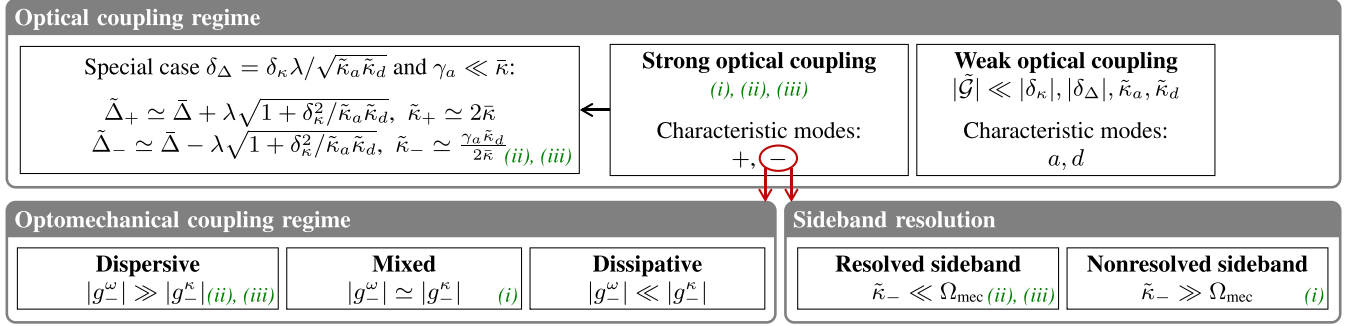 Optical coupling regime
Special case δ_Δ = δ_κ λ/√(κ̃_a κ̃_d) and γ_a ≪ κ̄:
Δ̃_+ ≃ Δ̄ + λ√(1 + δ_κ²/κ̃_a κ̃_d), κ̃_+ ≃ 2κ̄
Δ̃_− ≃ Δ̄ − λ√(1 + δ_κ²/κ̃_a κ̃_d), κ̃_− ≃ γ_a κ̃_d/2κ̄ (ii), (iii)
Strong optical coupling
(i), (ii), (iii)
Characteristic modes:
+, −
Weak optical coupling
|𝒢̃| ≪ |δ_κ|, |δ_Δ|, κ̃_a, κ̃_d
Characteristic modes:
a, d
Optomechanical coupling regime
Dispersive
|g_−^ω| ≫ |g_−^κ| (ii), (iii)
Mixed
|g_−^ω| ≃ |g_−^κ| (i)
Dissipative
|g_−^ω| ≪ |g_−^κ|
Sideband resolution
Resolved sideband
κ̃_− ≪ Ω_mec (ii), (iii)
Nonresolved sideband
κ̃_− ≫ Ω_mec (i)